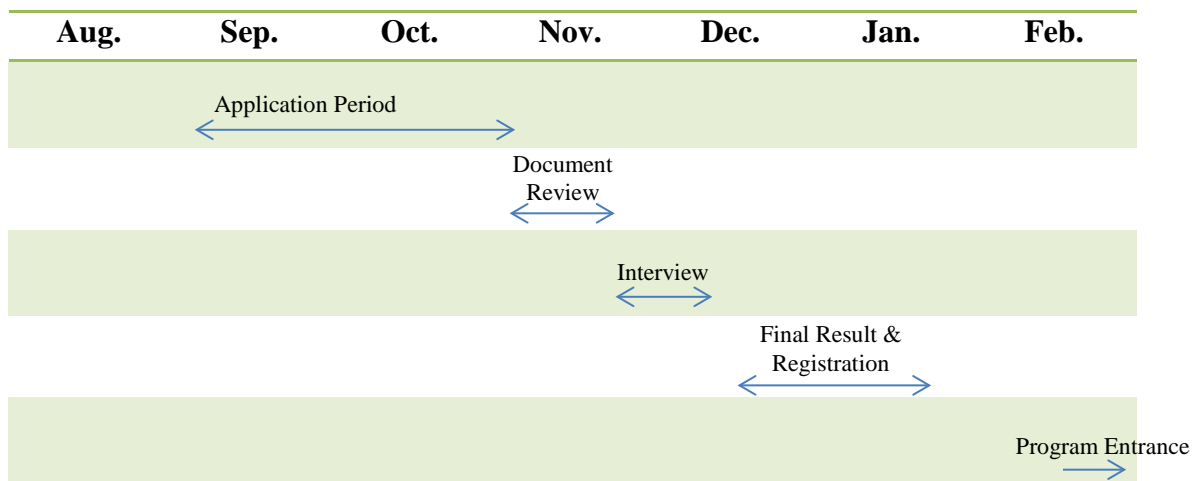 Aug. Sep. Oct. Nov. Dec. Jan. Feb.
Application Period
Document
Review
Interview
Final Result &
Registration
Program Entrance